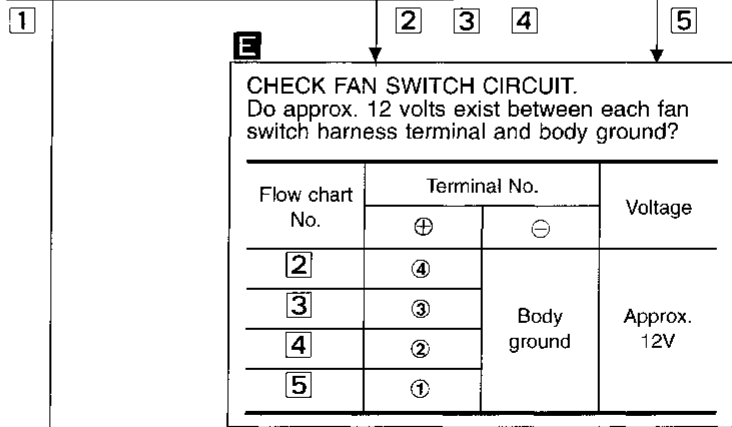 1 2 3 4 5
E
CHECK FAN SWITCH CIRCUIT.
Do approx. 12 volts exist between each fan
switch harness terminal and body ground?
Flow chart No. Terminal No. Voltage
⊕ ⊖
2 ④ Body ground Approx. 12V
3 ③
4 ②
5 ①